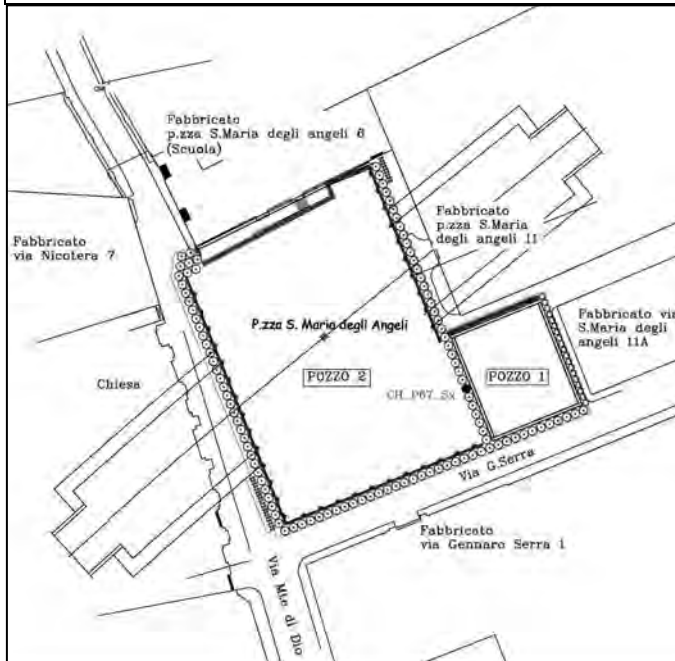 Fabbricato
p.zza S.Maria degli angeli 6
(Scuola)
Fabbricato
via Nicotera 7
Fabbricato
p.zza S.Maria
degli angeli 11
P.zza S. Maria degli Angeli
Fabbricato via
S.Maria degli
angeli 11A
POZZO 2
POZZO 1
Chiesa
CH_P67_Sx
Via G.Serra
Fabbricato
via Gennaro Serra 1
Via Mte di Dio